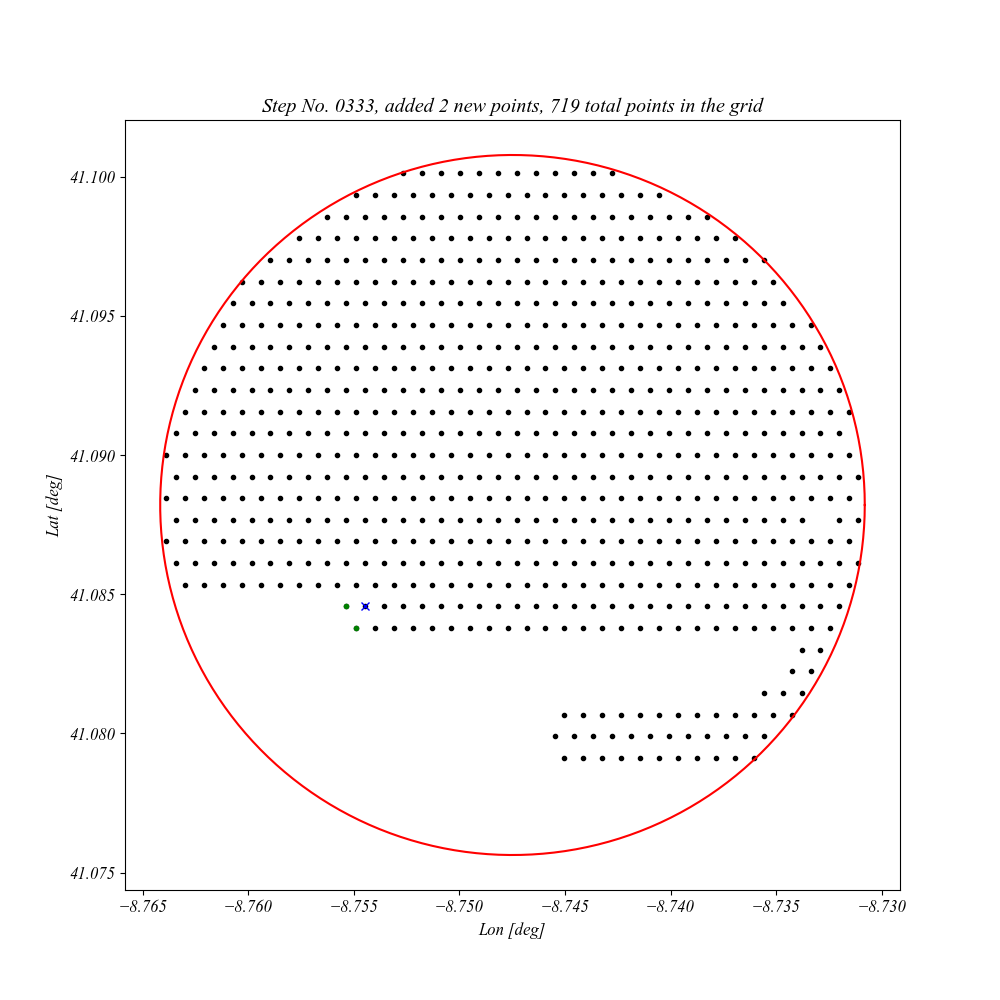 Step No. 0333, added 2 new points, 719 total points in the grid
41.100
41.095
41.090
41.085
41.080
41.075
Lat [deg]
−8.765 −8.760 −8.755 −8.750 −8.745 −8.740 −8.735 −8.730
Lon [deg]